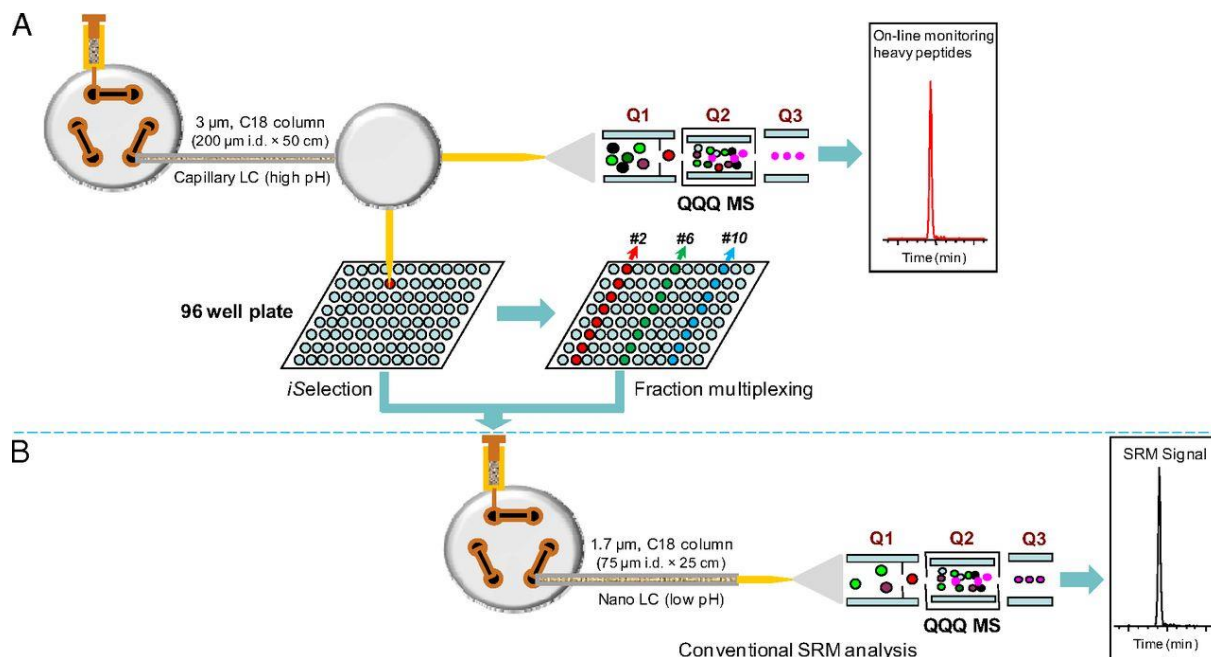 A
3 µm, C18 column
(200 µm i.d. × 50 cm)
Capillary LC (high pH)
Q1 Q2 Q3
QQQ MS
On-line monitoring
heavy peptides
Time (min)
#2 #6 #10
96 well plate
iSelection
Fraction multiplexing
B
1.7 µm, C18 column
(75 µm i.d. × 25 cm)
Nano LC (low pH)
Q1 Q2 Q3
QQQ MS
SRM Signal
Time (min)
Conventional SRM analysis